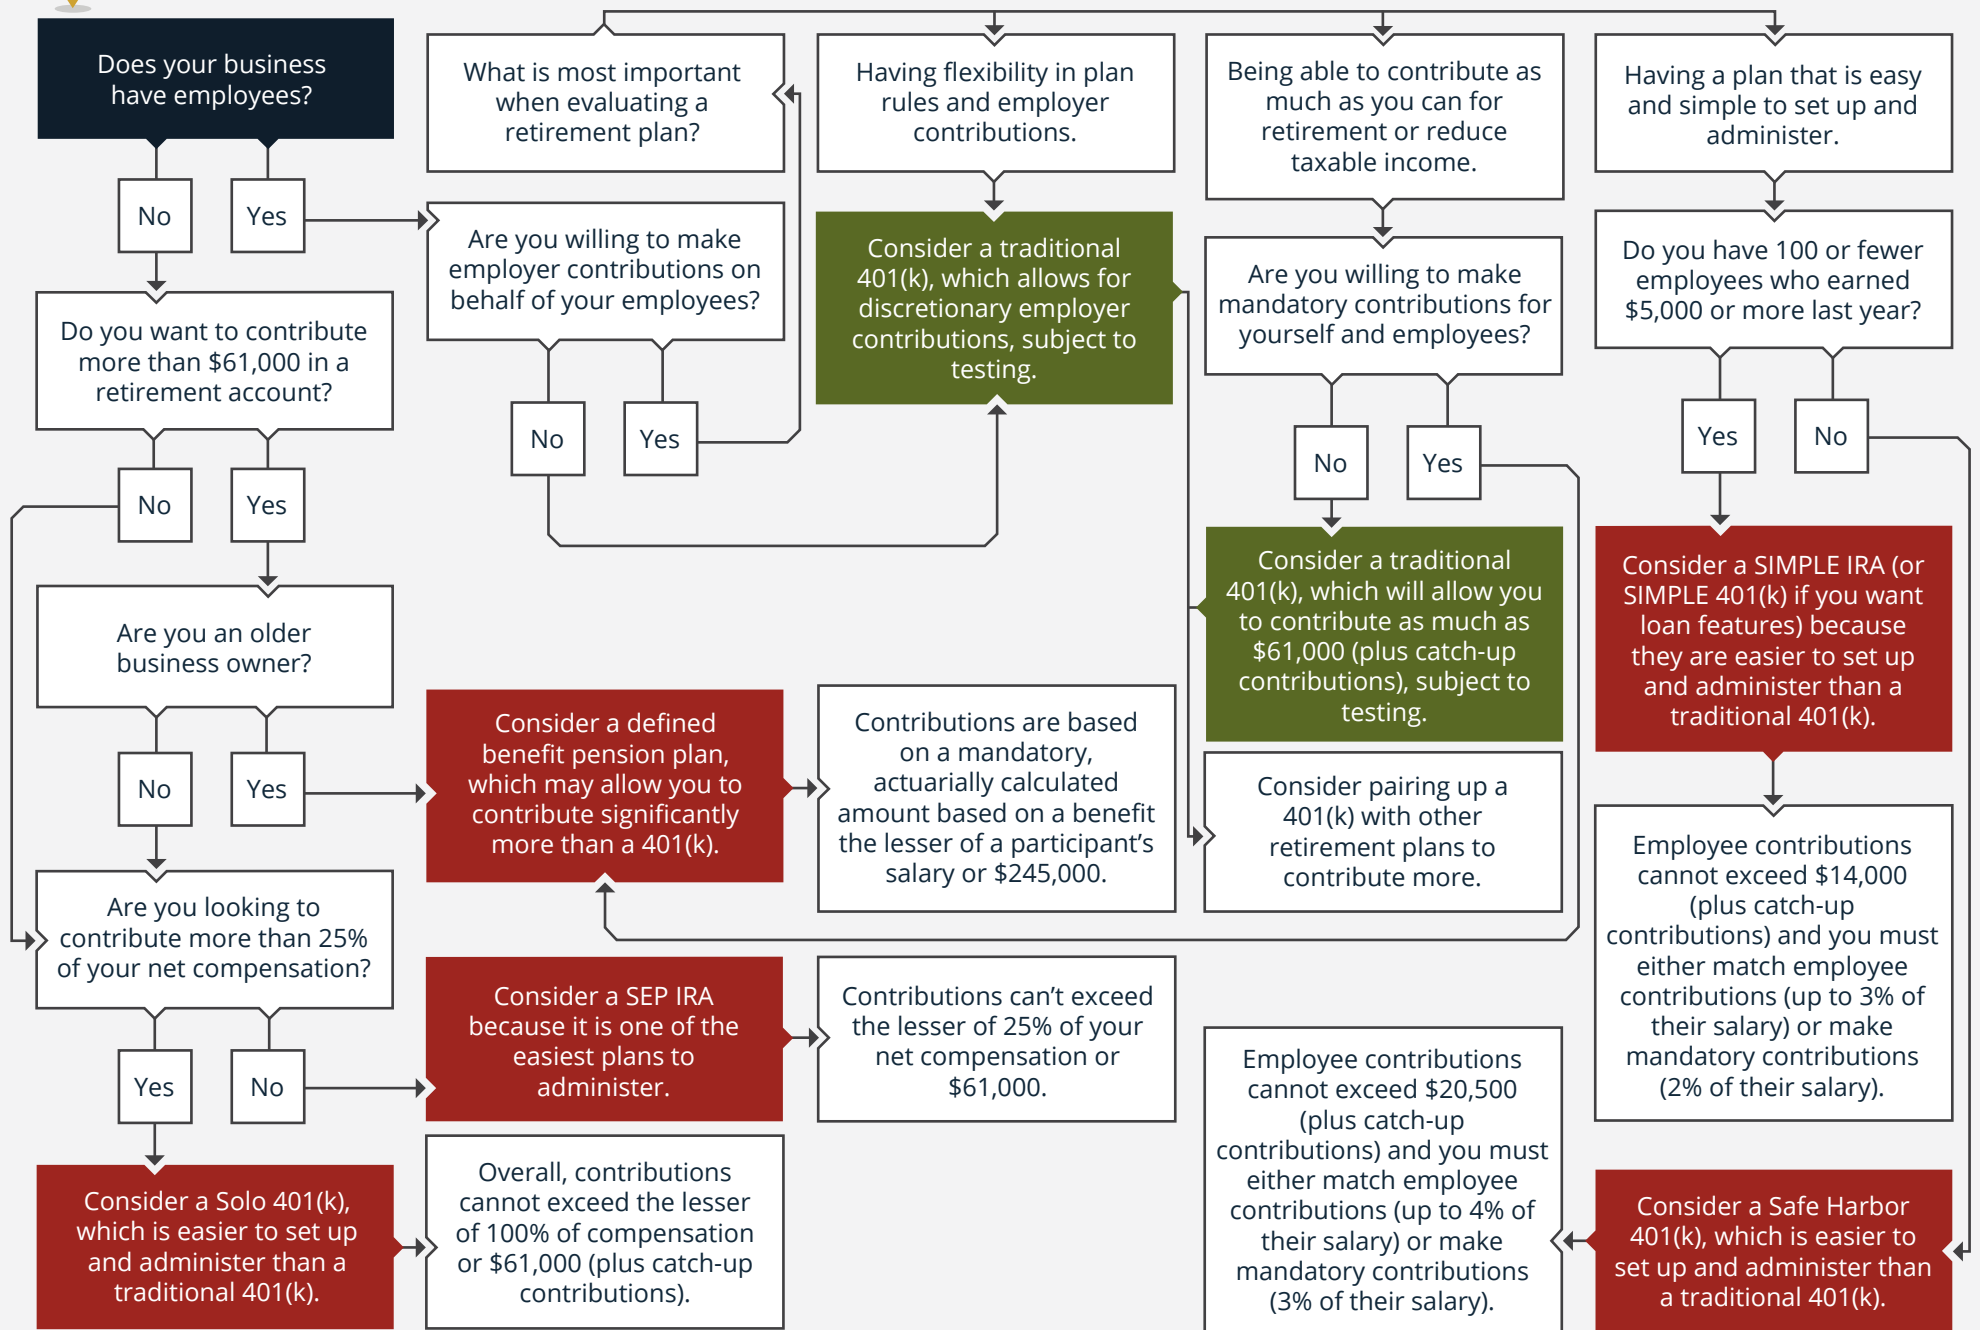 Does your business
have employees?
No
Yes
Do you want to contribute
more than $61,000 in a
retirement account?
No
Yes
Are you an older
business owner?
No
Yes
Are you looking to
contribute more than 25%
of your net compensation?
Yes
No
Consider a Solo 401(k),
which is easier to set up
and administer than a
traditional 401(k).
What is most important
when evaluating a
retirement plan?
Are you willing to make
employer contributions on
behalf of your employees?
No
Yes
Consider a defined
benefit pension plan,
which may allow you to
contribute significantly
more than a 401(k).
Consider a SEP IRA
because it is one of the
easiest plans to
administer.
Overall, contributions
cannot exceed the lesser
of 100% of compensation
or $61,000 (plus catch-up
contributions).
Having flexibility in plan
rules and employer
contributions.
Consider a traditional
401(k), which allows for
discretionary employer
contributions, subject to
testing.
Contributions are based
on a mandatory,
actuarially calculated
amount based on a benefit
the lesser of a participant’s
salary or $245,000.
Contributions can’t exceed
the lesser of 25% of your
net compensation or
$61,000.
Being able to contribute as
much as you can for
retirement or reduce
taxable income.
Are you willing to make
mandatory contributions for
yourself and employees?
No
Yes
Consider a traditional
401(k), which will allow you
to contribute as much as
$61,000 (plus catch-up
contributions), subject to
testing.
Consider pairing up a
401(k) with other
retirement plans to
contribute more.
Employee contributions
cannot exceed $20,500
(plus catch-up
contributions) and you must
either match employee
contributions (up to 4% of
their salary) or make
mandatory contributions
(3% of their salary).
Having a plan that is easy
and simple to set up and
administer.
Do you have 100 or fewer
employees who earned
$5,000 or more last year?
Yes
No
Consider a SIMPLE IRA (or
SIMPLE 401(k) if you want
loan features) because
they are easier to set up
and administer than a
traditional 401(k).
Employee contributions
cannot exceed $14,000
(plus catch-up
contributions) and you must
either match employee
contributions (up to 3% of
their salary) or make
mandatory contributions
(2% of their salary).
Consider a Safe Harbor
401(k), which is easier to
set up and administer than
a traditional 401(k).